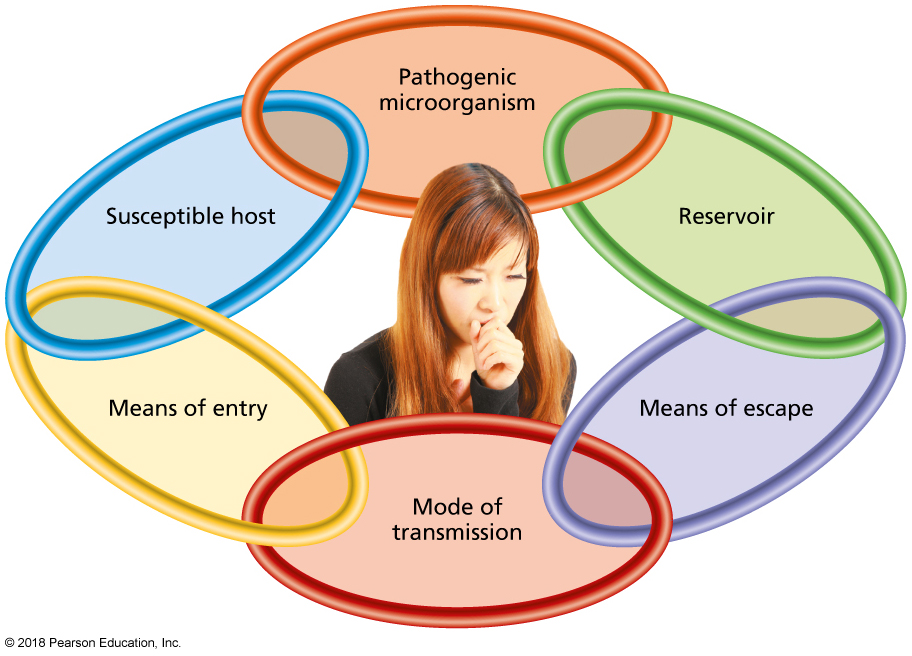 Pathogenic
microorganism
Susceptible host
Reservoir
Means of entry
Means of escape
Mode of
transmission
© 2018 Pearson Education, Inc.